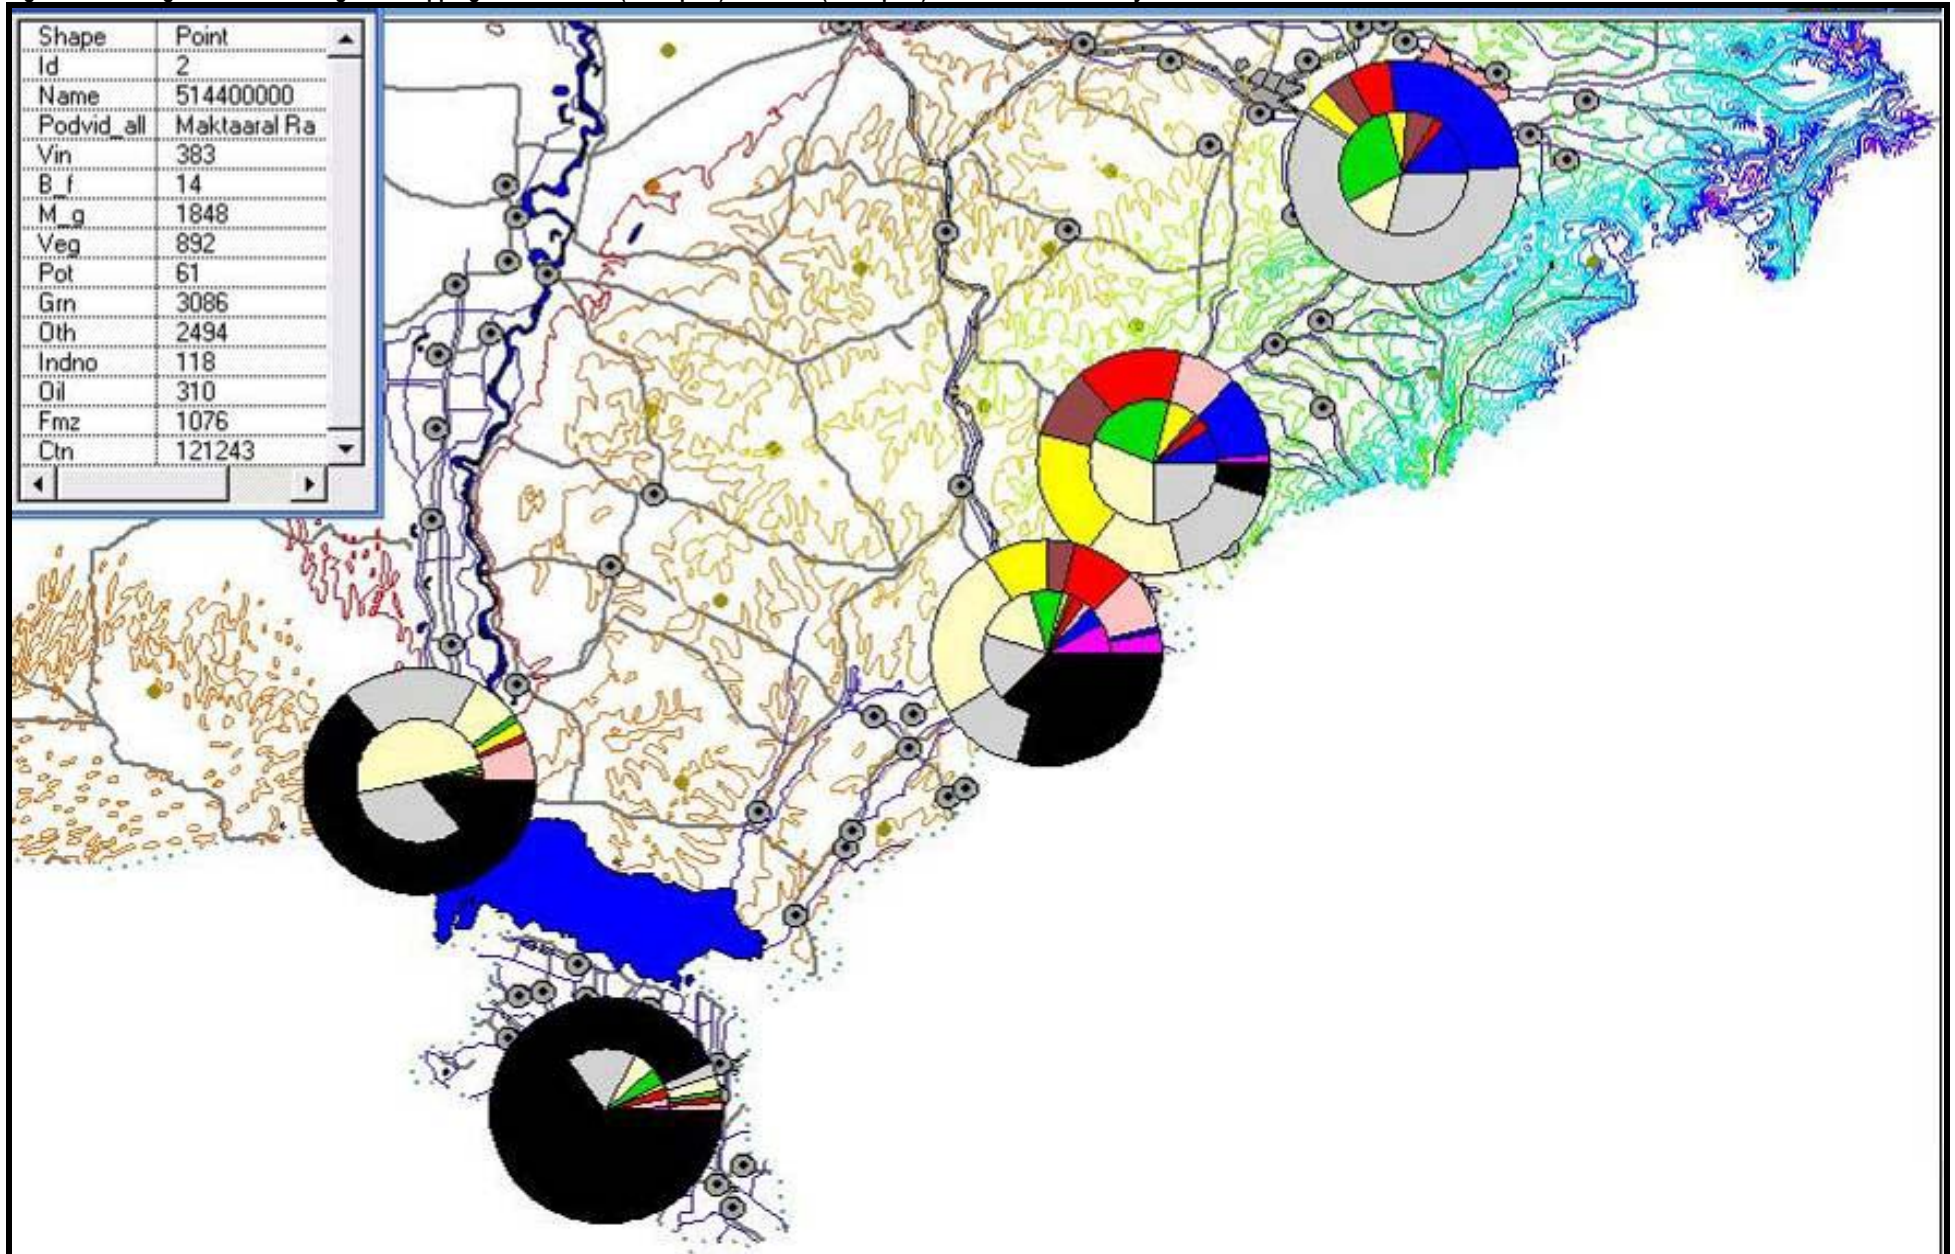 Shape Point
Id 2
Name 514400000
Podvid_all Maktaaral Ra
Vin 383
B_f 14
M_g 1848
Veg 892
Pot 61
Grn 3086
Oth 2494
Indno 118
Oil 310
Fmz 1076
Ctn 121243